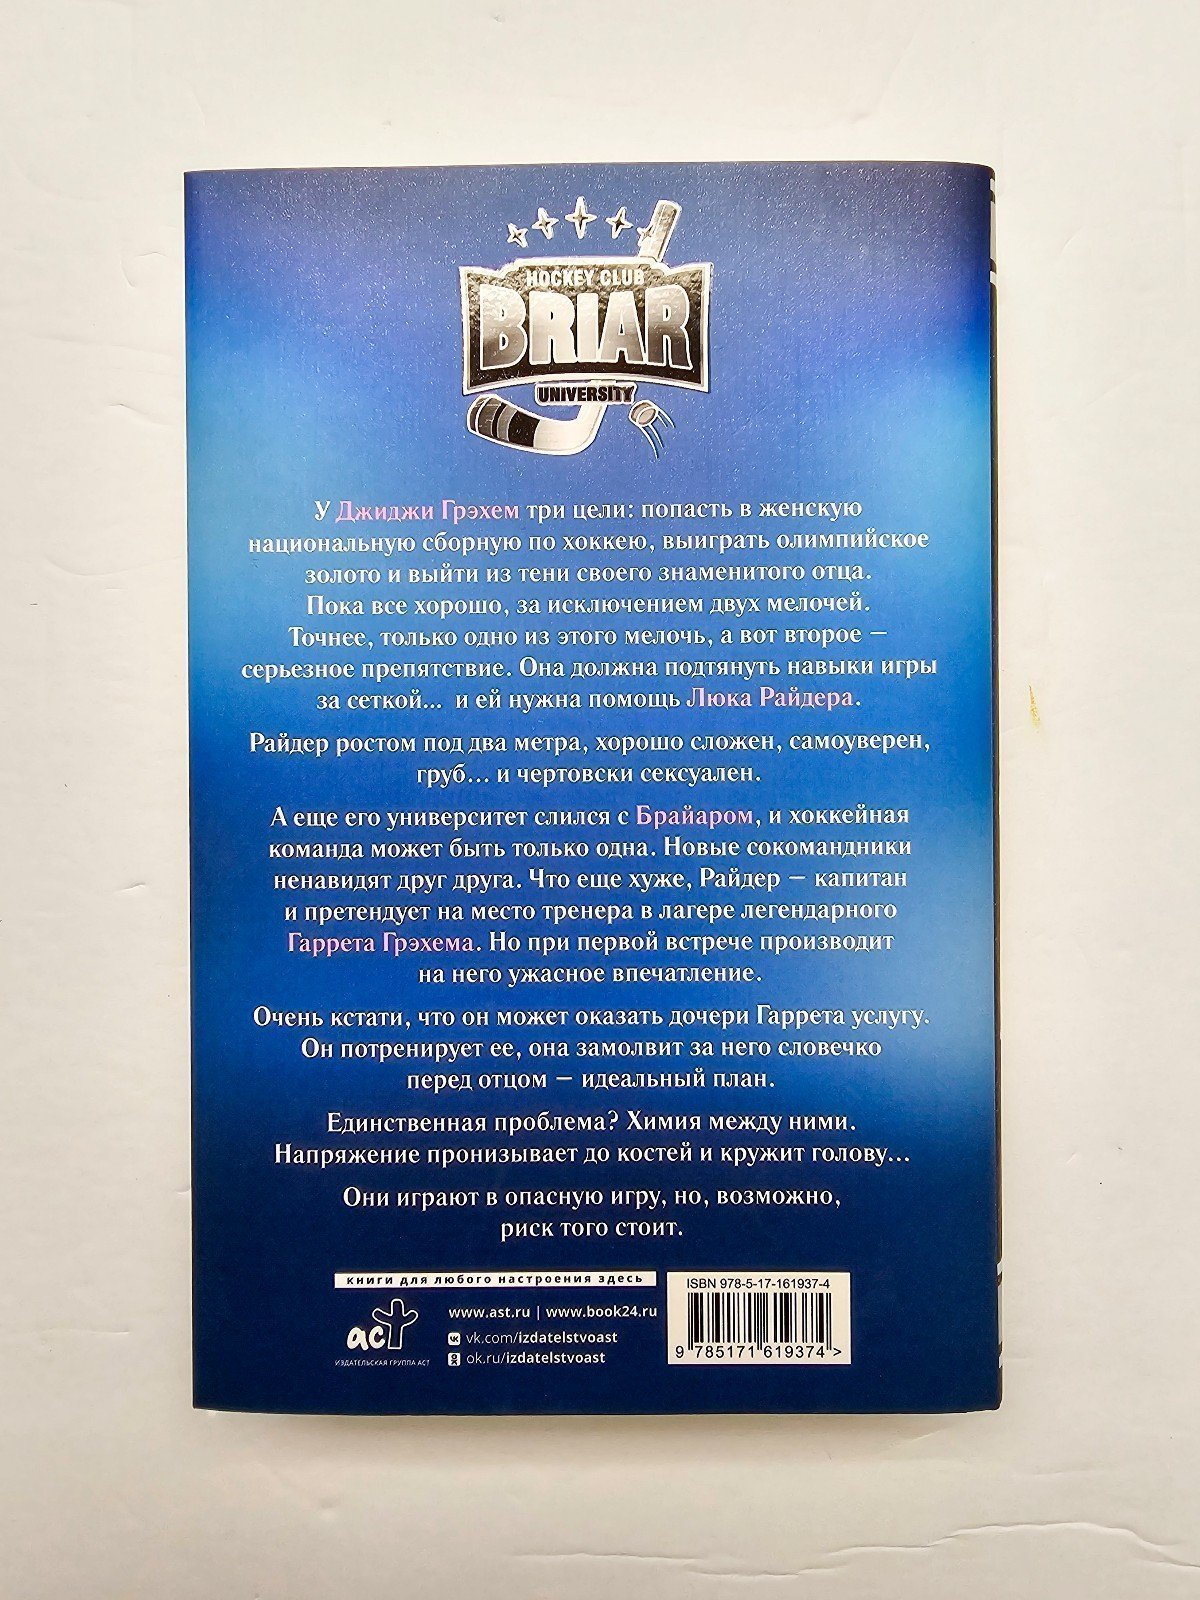 HOCKEY CLUB
BRIAR
UNIVERSITY
У Джиджи Грэхем три цели: попасть в женскую
национальную сборную по хоккею, выиграть олимпийское
золото и выйти из тени своего знаменитого отца.
Пока все хорошо, за исключением двух мелочей.
Точнее, только одно из этого мелочь, а вот второе —
серьезное препятствие. Она должна подтянуть навыки игры
за сеткой... и ей нужна помощь Люка Райдера.
Райдер ростом под два метра, хорошо сложен, самоуверен,
груб... и чертовски сексуален.
А еще его университет слился с Брайаром, и хоккейная
команда может быть только одна. Новые сокомандники
ненавидят друг друга. Что еще хуже, Райдер — капитан
и претендует на место тренера в лагере легендарного
Гаррета Грэхема. Но при первой встрече производит
на него ужасное впечатление.
Очень кстати, что он может оказать дочери Гаррета услугу.
Он потренирует ее, она замолвит за него словечко
перед отцом — идеальный план.
Единственная проблема? Химия между ними.
Напряжение пронизывает до костей и кружит голову...
Они играют в опасную игру, но, возможно,
риск того стоит.
книги для любого настроения здесь
аст
ИЗДАТЕЛЬСКАЯ ГРУППА АСТ
www.ast.ru | www.book24.ru
vk.com/izdatelstvoast
ok.ru/izdatelstvoast
ISBN 978-5-17-161937-4
9 785171 619374 >